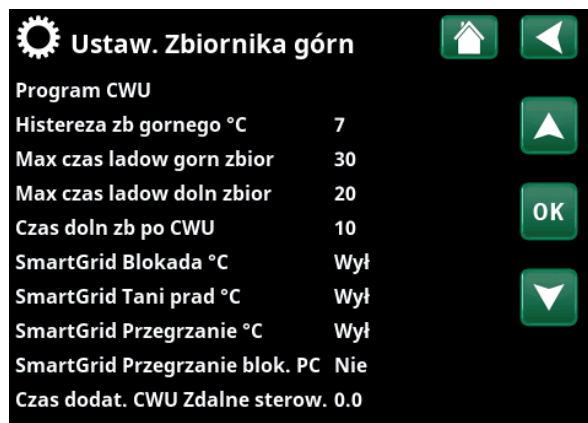 Ustaw. Zbiornika górn
Program CWU
Histereza zb gornego °C 7
Max czas ladow gorn zbior 30
Max czas ladow doln zbior 20
Czas doln zb po CWU 10
SmartGrid Blokada °C Wył
SmartGrid Tani prad °C Wył
SmartGrid Przegrzanie °C Wył
SmartGrid Przegrzanie blok. PC Nie
Czas dodat. CWU Zdalne sterow. 0.0
OK